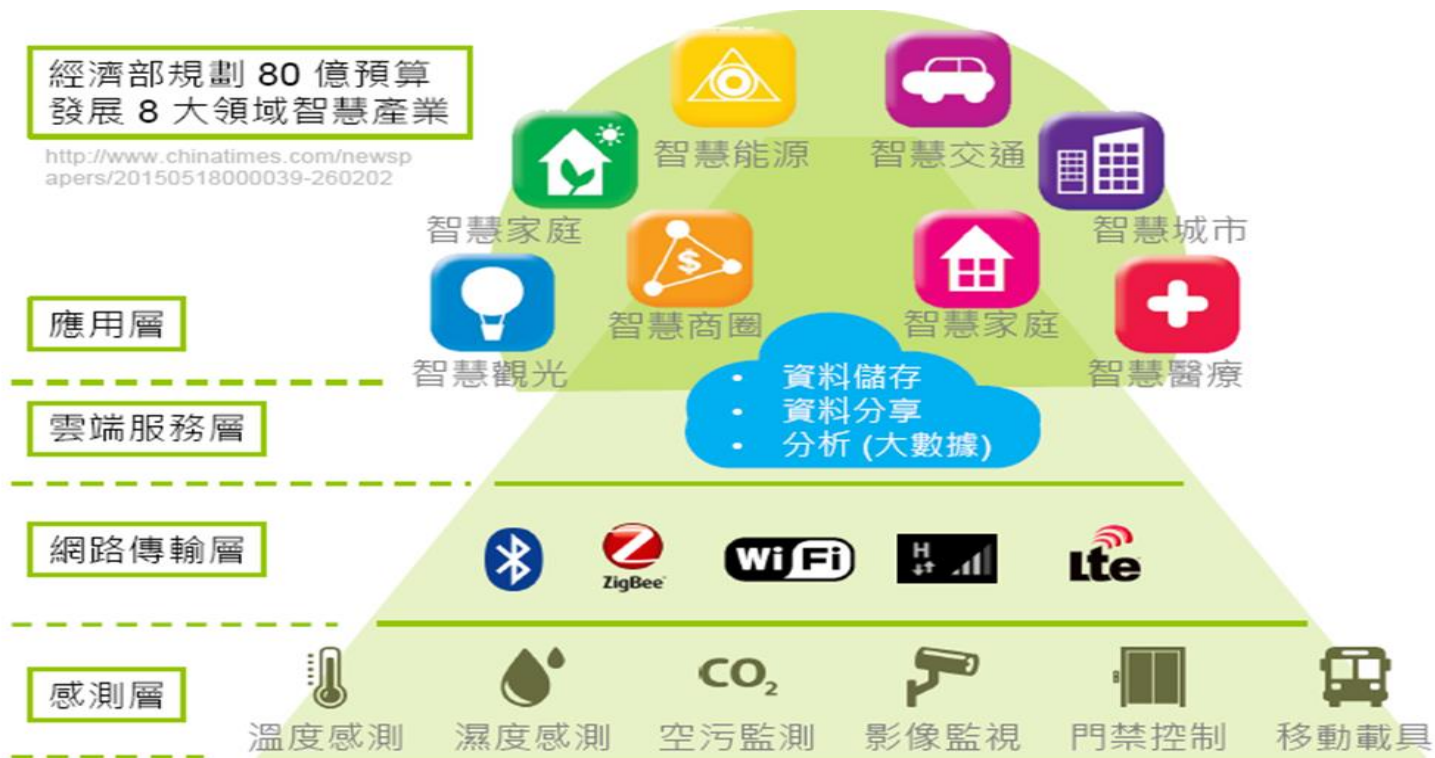 經濟部規劃 80 億預算
發展 8 大領域智慧產業
http://www.chinatimes.com/newsp
apers/20150518000039-260202
智慧能源
智慧交通
智慧家庭
智慧城市
$
智慧商圈
智慧家庭
應用層
智慧觀光
智慧醫療
• 資料儲存
• 資料分享
• 分析 (大數據)
雲端服務層
網路傳輸層
ZigBee
WiFi
H
Lte
感測層
CO₂
溫度感測
濕度感測
空污監測
影像監視
門禁控制
移動載具